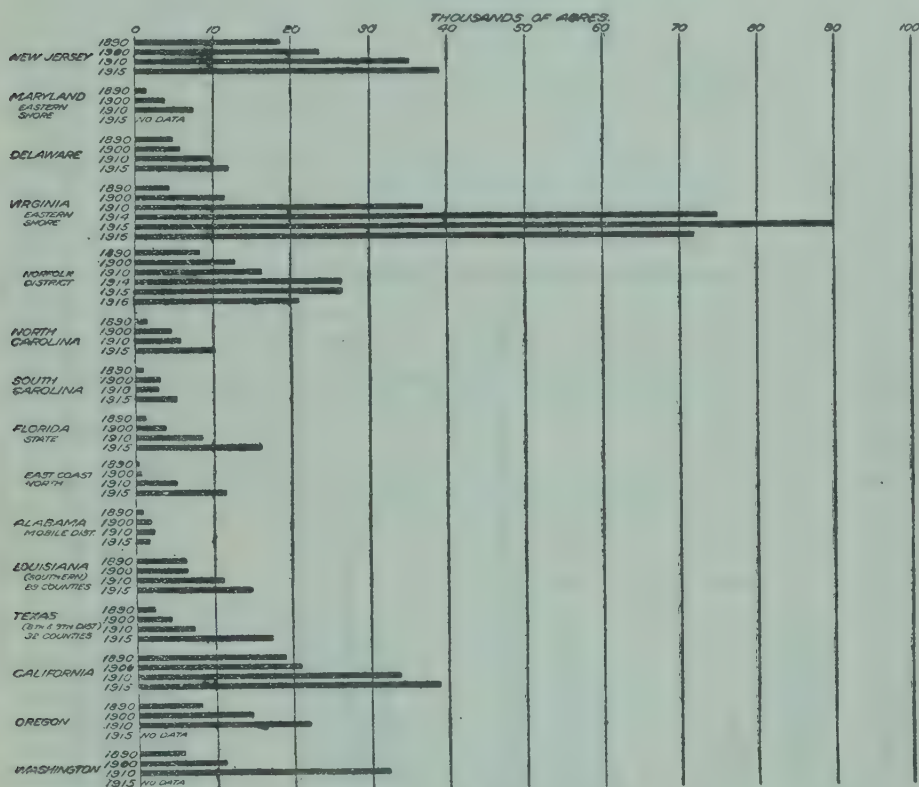 THOUSANDS OF ACRES.
0 10 20 30 40 50 60 70 80 90 100
NEW JERSEY
1890
1900
1910
1915
MARYLAND
EASTERN
SHORE
1890
1900
1910
1915 NO DATA
DELAWARE
1890
1900
1910
1915
VIRGINIA
EASTERN
SHORE
1890
1900
1910
1914
1915
1916
NORFOLK
DISTRICT
1890
1900
1910
1914
1915
1916
NORTH
CAROLINA
1890
1900
1910
1915
SOUTH
CAROLINA
1890
1900
1910
1915
FLORIDA
STATE
1890
1900
1910
1915
EAST COAST
NORTH
1890
1900
1910
1915
ALABAMA
MOBILE DIST.
1890
1900
1910
1915
LOUISIANA
(SOUTHERN)
29 COUNTIES
1890
1900
1910
1915
TEXAS
(8TH & 9TH DIST)
32 COUNTIES
1890
1900
1910
1915
CALIFORNIA
1890
1900
1910
1915
OREGON
1890
1900
1910
1915 NO DATA
WASHINGTON
1890
1900
1910
1915 NO DATA